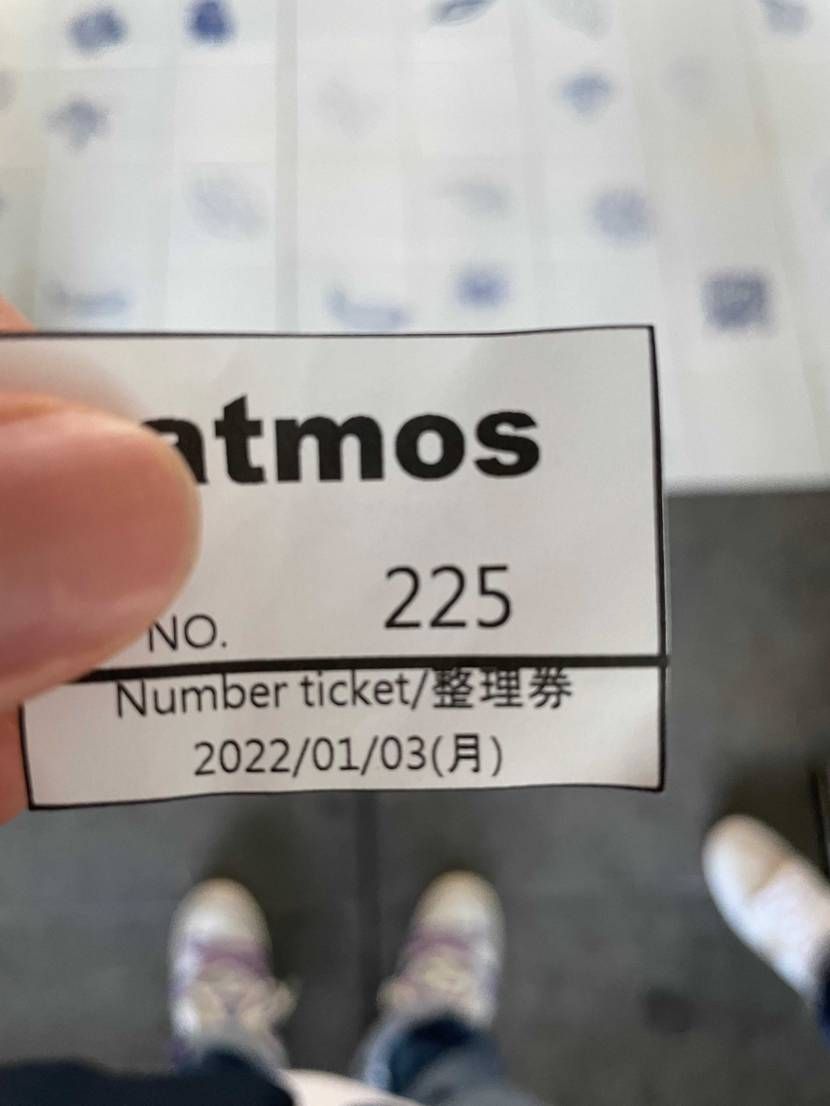 atmos
NO. 225
Number ticket/整理券
2022/01/03(月)